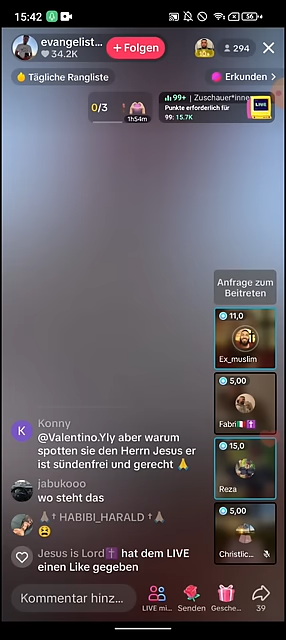 15:42
56
evangelist...
34.2K
+ Folgen
294
Tägliche Rangliste
Erkunden
0/3
1h54m
99+ | Zuschauer*innen
Punkte erforderlich für
99: 15.7K
LIVE
Anfrage zum
Beitreten
11,0
Ex_muslim
5,00
Fabri🇮🇹✝️
15,0
Reza
5,00
Christlic...
K
Konny
@Valentino.Yly aber warum
spotten sie den Herrn Jesus er
ist sündenfrei und gerecht 🙏
jabukooo
wo steht das
🙏🏻✝ HABIBI_HARALD ✝🙏🏻
😫
Jesus is Lord✝️ hat dem LIVE
einen Like gegeben
Kommentar hinz...
LIVE mi...
Senden
Gesche...
39